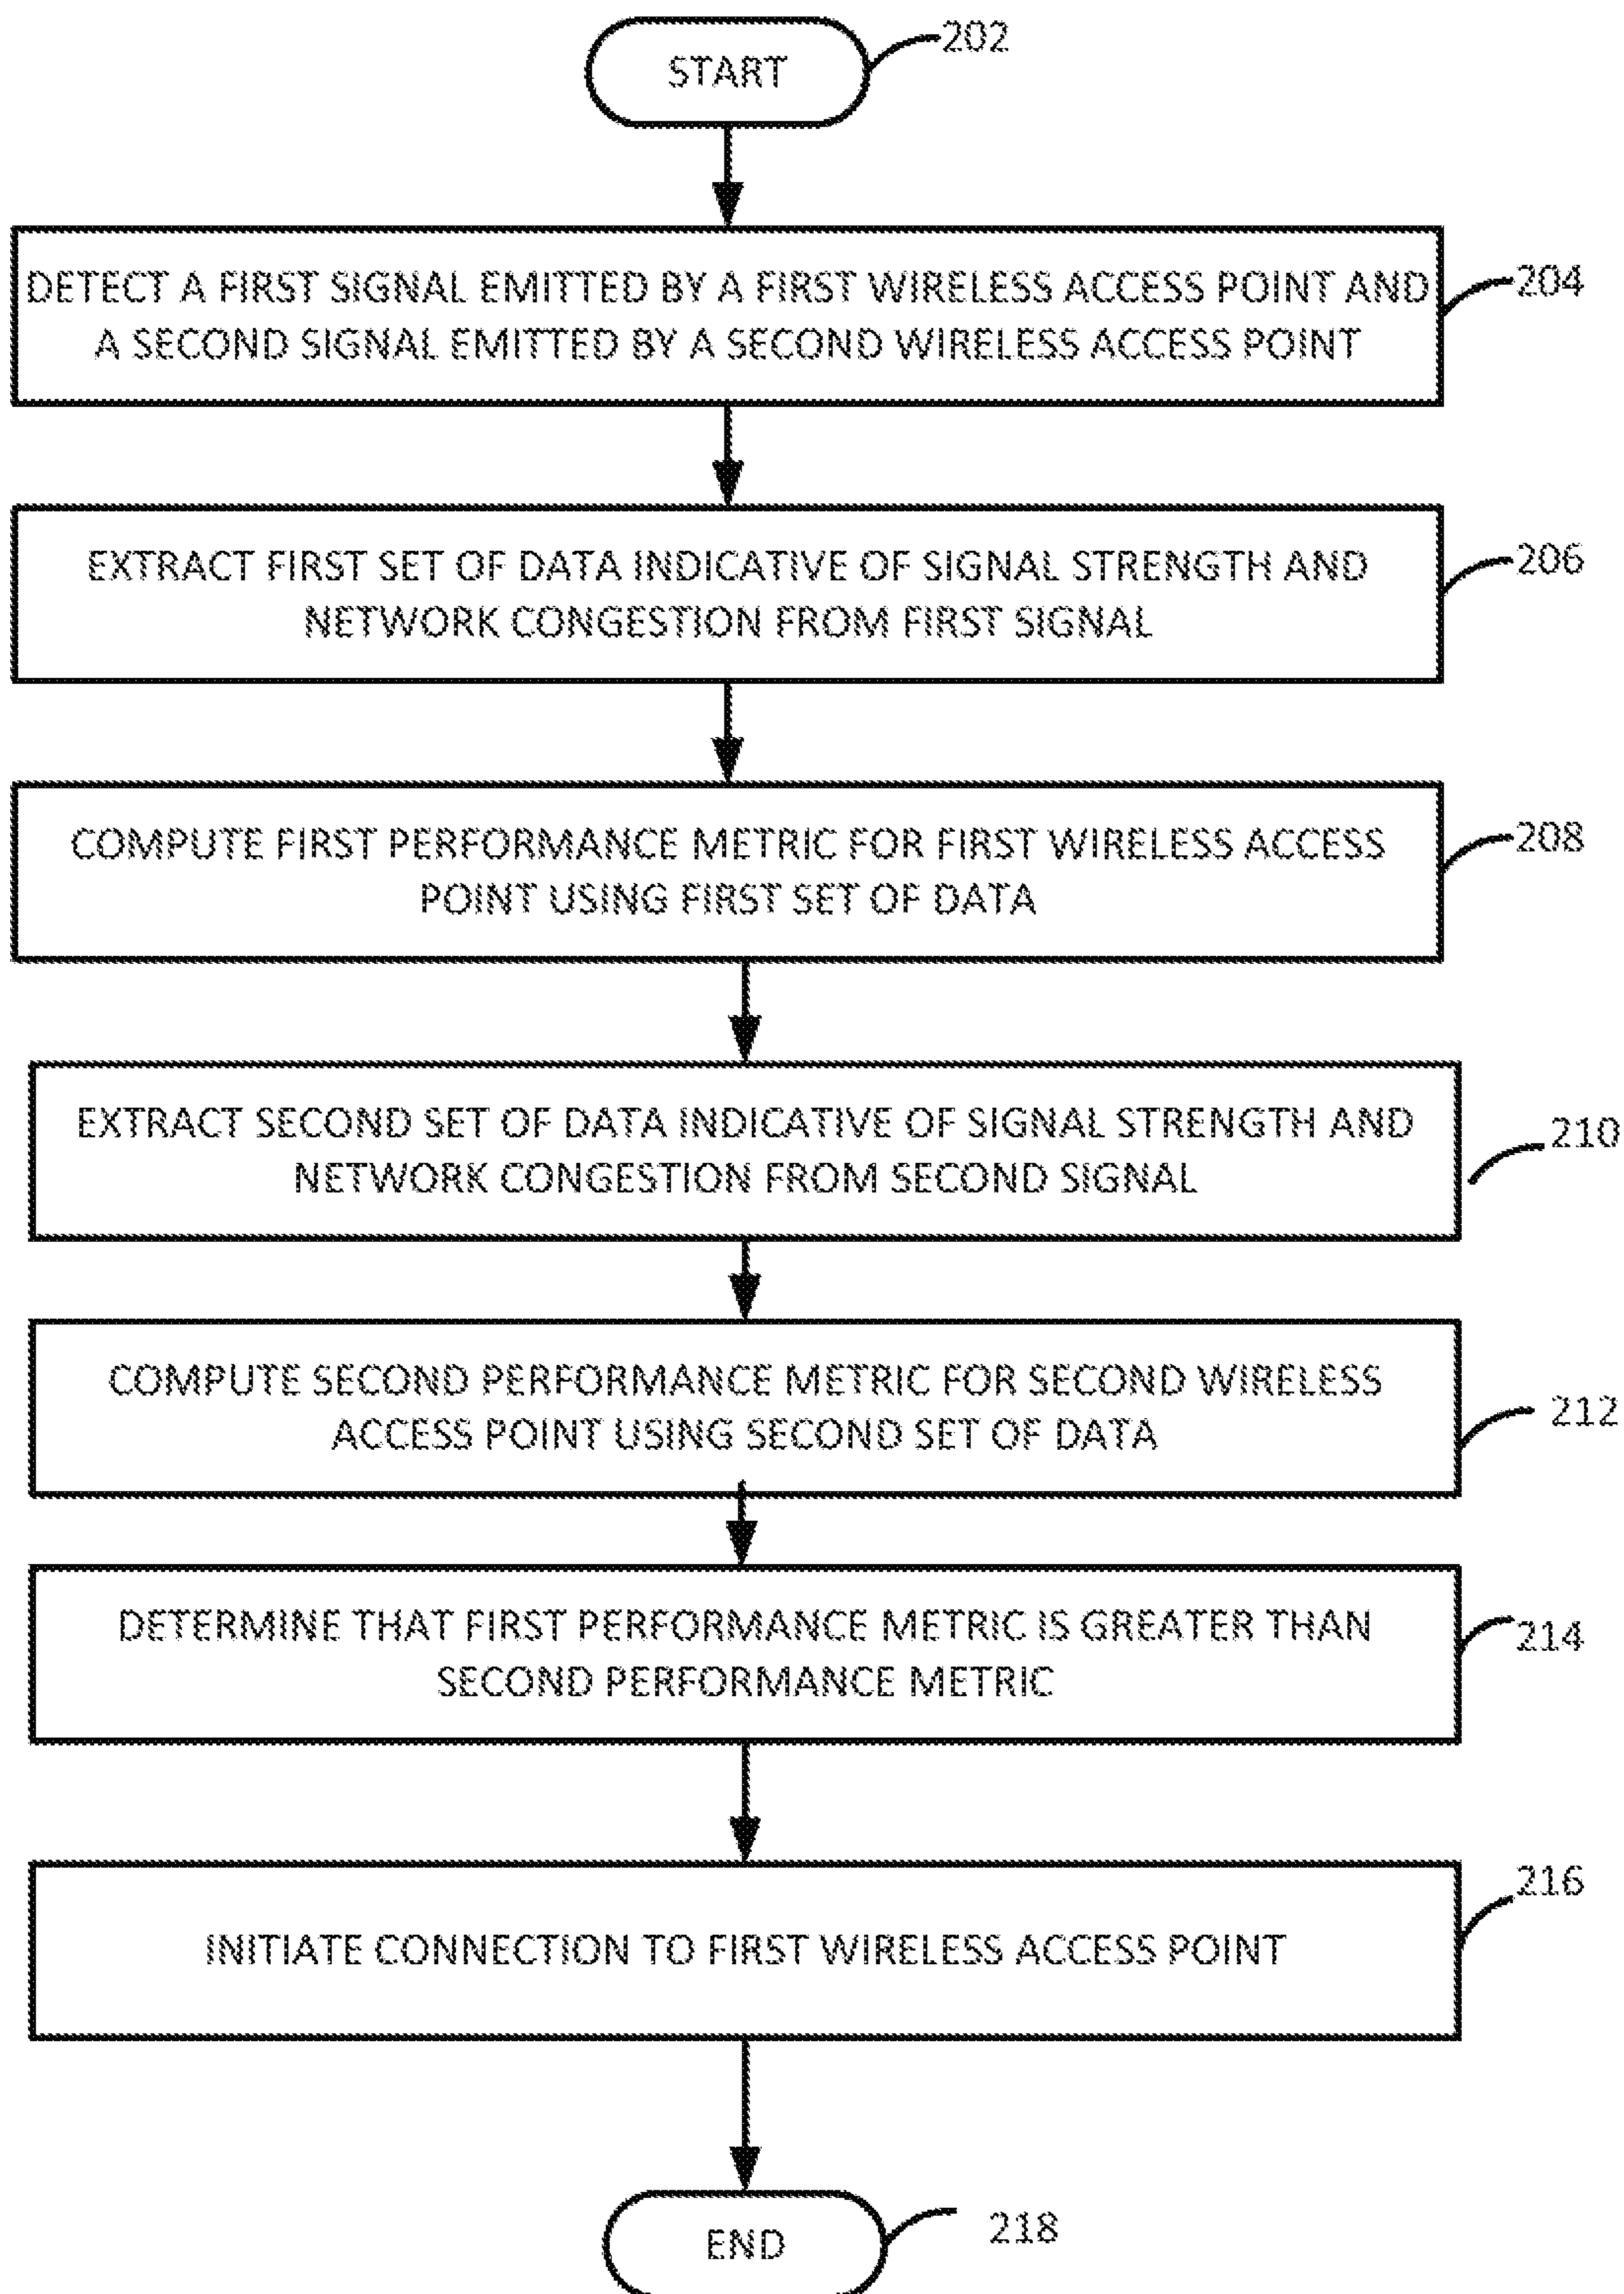 START
202
DETECT A FIRST SIGNAL EMITTED BY A FIRST WIRELESS ACCESS POINT AND
A SECOND SIGNAL EMITTED BY A SECOND WIRELESS ACCESS POINT
204
EXTRACT FIRST SET OF DATA INDICATIVE OF SIGNAL STRENGTH AND
NETWORK CONGESTION FROM FIRST SIGNAL
206
COMPUTE FIRST PERFORMANCE METRIC FOR FIRST WIRELESS ACCESS
POINT USING FIRST SET OF DATA
208
EXTRACT SECOND SET OF DATA INDICATIVE OF SIGNAL STRENGTH AND
NETWORK CONGESTION FROM SECOND SIGNAL
210
COMPUTE SECOND PERFORMANCE METRIC FOR SECOND WIRELESS
ACCESS POINT USING SECOND SET OF DATA
212
DETERMINE THAT FIRST PERFORMANCE METRIC IS GREATER THAN
SECOND PERFORMANCE METRIC
214
INITIATE CONNECTION TO FIRST WIRELESS ACCESS POINT
216
END
218